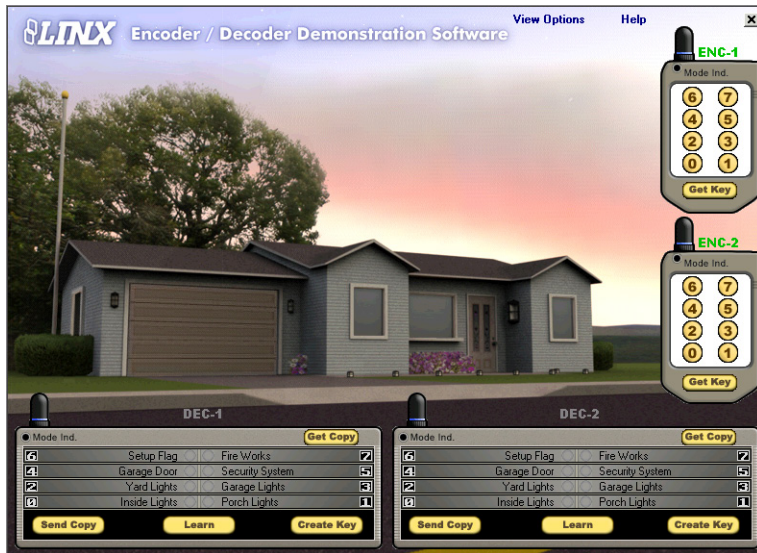 LINX Encoder / Decoder Demonstration Software
View Options Help X
ENC-1
Mode Ind.
6 7
4 5
2 3
0 1
Get Key
ENC-2
Mode Ind.
6 7
4 5
2 3
0 1
Get Key
DEC-1
Mode Ind. Get Copy
6 Setup Flag Fire Works 7
4 Garage Door Security System 5
2 Yard Lights Garage Lights 3
0 Inside Lights Porch Lights 1
Send Copy Learn Create Key
DEC-2
Mode Ind. Get Copy
6 Setup Flag Fire Works 7
4 Garage Door Security System 5
2 Yard Lights Garage Lights 3
0 Inside Lights Porch Lights 1
Send Copy Learn Create Key